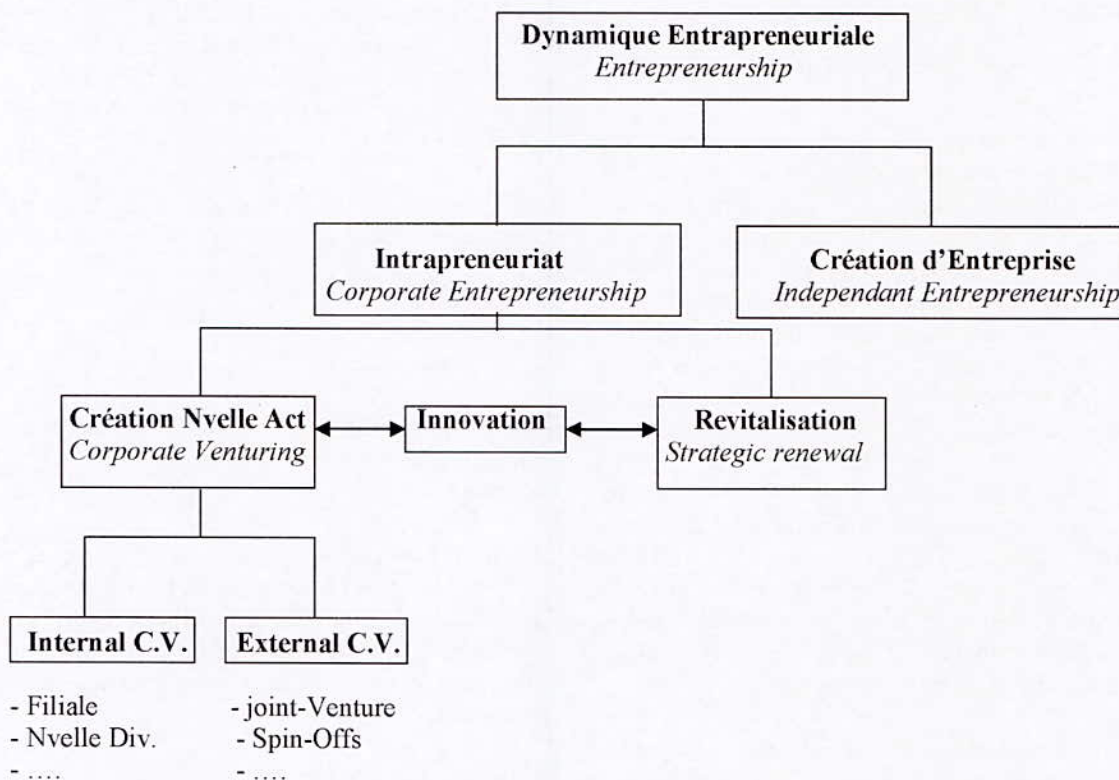 Dynamique Entrapreneuriale
Entrepreneurship
Intrapreneuriat
Corporate Entrepreneurship
Création d'Entreprise
Independant Entrepreneurship
Création Nvelle Act
Corporate Venturing
Innovation
Revitalisation
Strategic renewal
Internal C.V.
External C.V.
- Filiale
- Nvelle Div.
- ....
- joint-Venture
- Spin-Offs
- ....